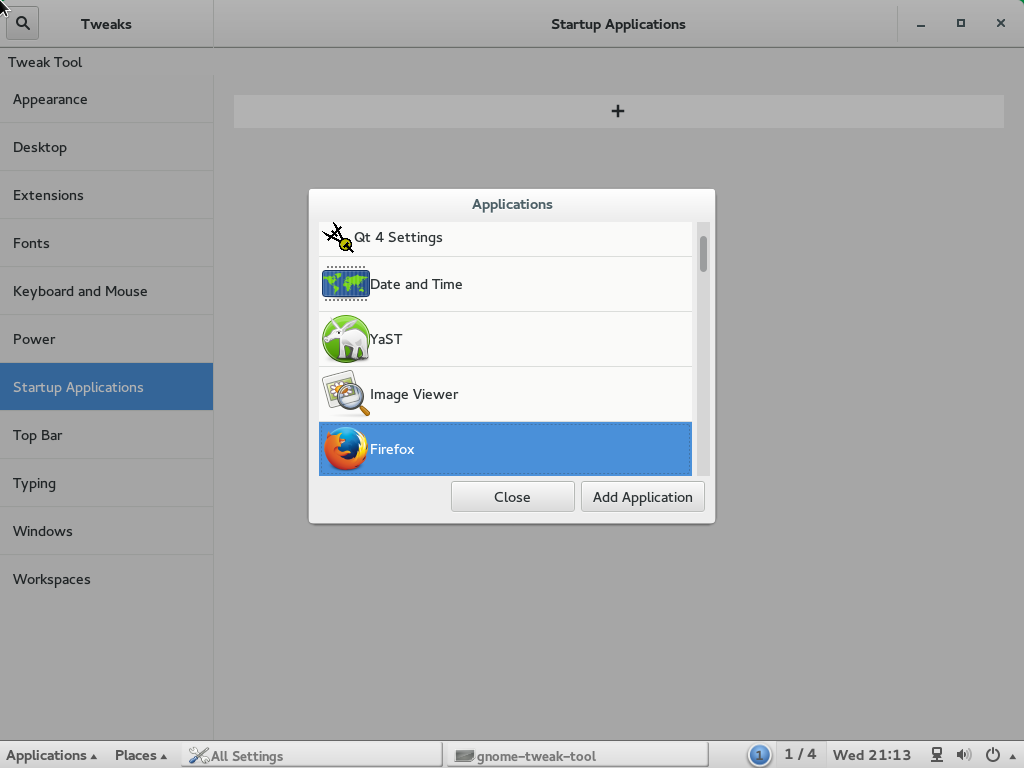 Tweaks
Startup Applications
Tweak Tool
Appearance
Desktop
Extensions
Fonts
Keyboard and Mouse
Power
Startup Applications
Top Bar
Typing
Windows
Workspaces
+
Applications
Qt 4 Settings
Date and Time
YaST
Image Viewer
Firefox
Close
Add Application
Applications
Places
All Settings
gnome-tweak-tool
1
1 / 4
Wed 21:13